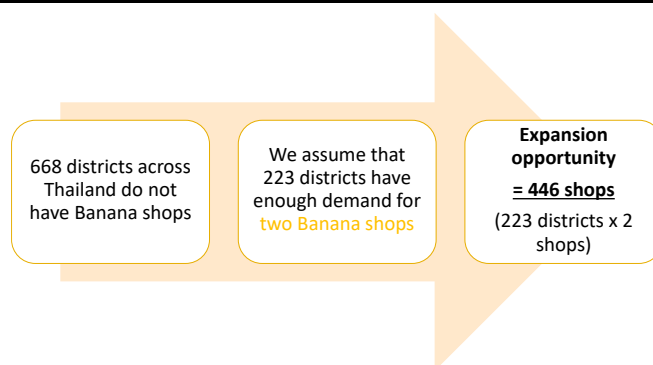 668 districts across
Thailand do not
have Banana shops
We assume that
223 districts have
enough demand for
two Banana shops
Expansion
opportunity
= 446 shops
(223 districts x 2
shops)